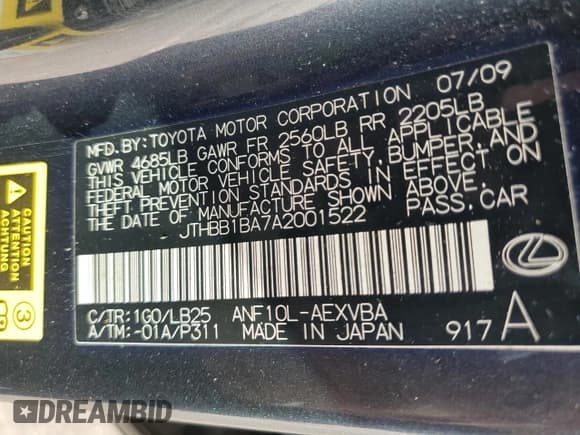 MFD. BY: TOYOTA MOTOR CORPORATION 07/09
GVWR 4685LB GAWR FR 2560LB RR 2205LB
THIS VEHICLE CONFORMS TO ALL APPLICABLE
FEDERAL MOTOR VEHICLE SAFETY, BUMPER, AND
THEFT PREVENTION STANDARDS IN EFFECT ON
THE DATE OF MANUFACTURE SHOWN ABOVE.
JTHBB1BA7A2001522 PASS. CAR
C/TR: 1G0/LB25 ANF10L-AEXVBA
A/TM: -01A/P311 MADE IN JAPAN 917 A
CAUTION
ATTENTION
ACHTUNG
3
DREAMBID